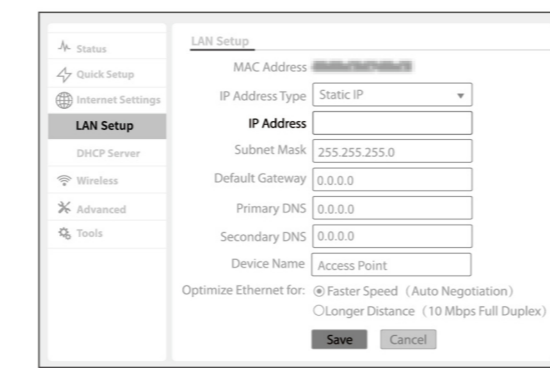 Status
Quick Setup
Internet Settings
LAN Setup
DHCP Server
Wireless
Advanced
Tools
LAN Setup
MAC Address
IP Address Type Static IP
IP Address
Subnet Mask 255.255.255.0
Default Gateway 0.0.0.0
Primary DNS 0.0.0.0
Secondary DNS 0.0.0.0
Device Name Access Point
Optimize Ethernet for: Faster Speed（Auto Negotiation）
Longer Distance（10 Mbps Full Duplex）
Save Cancel